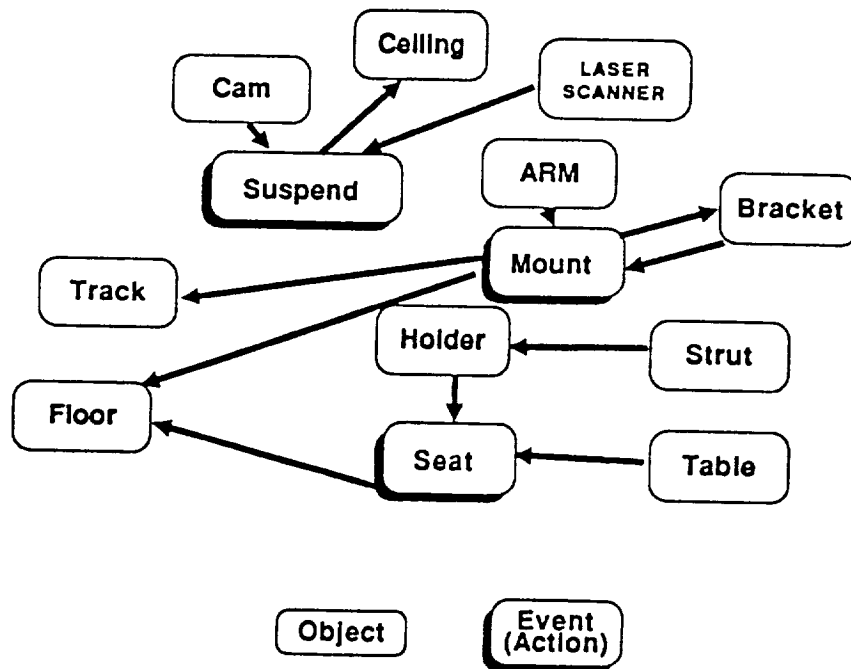 Ceiling
Cam
LASER
SCANNER
Suspend
ARM
Bracket
Mount
Track
Holder
Strut
Floor
Seat
Table
Object
Event
(Action)